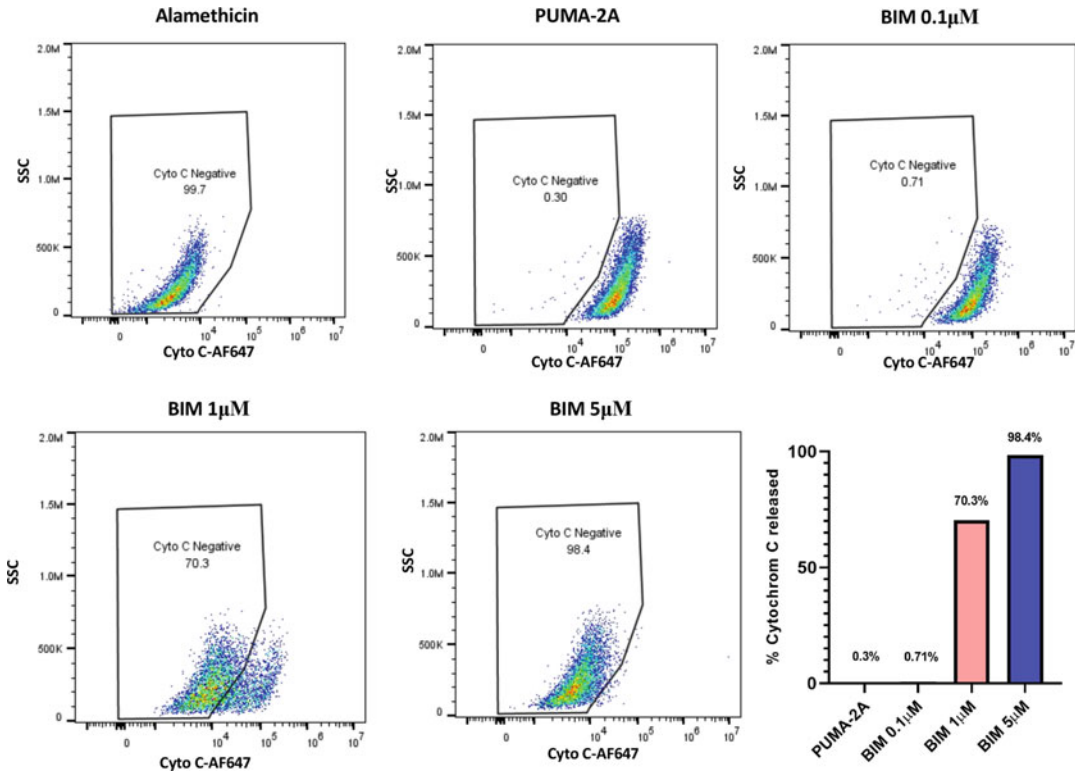 Alamethicin
2.0M
1.5M
1.0M
500K
0
SSC
Cyto C Negative
99.7
0 10^4 10^5 10^6 10^7
Cyto C-AF647
PUMA-2A
2.0M
1.5M
1.0M
500K
0
SSC
Cyto C Negative
0.30
0 10^4 10^5 10^6 10^7
Cyto C-AF647
BIM 0.1μM
2.0M
1.5M
1.0M
500K
0
SSC
Cyto C Negative
0.71
0 10^4 10^5 10^6 10^7
Cyto C-AF647
BIM 1μM
2.0M
1.5M
1.0M
500K
0
SSC
Cyto C Negative
70.3
0 10^4 10^5 10^6 10^7
Cyto C-AF647
BIM 5μM
2.0M
1.5M
1.0M
500K
0
SSC
Cyto C Negative
98.4
0 10^4 10^5 10^6 10^7
Cyto C-AF647
% Cytochrom C released
100
50
0
0.3%
0.71%
70.3%
98.4%
PUMA-2A
BIM 0.1μM
BIM 1μM
BIM 5μM